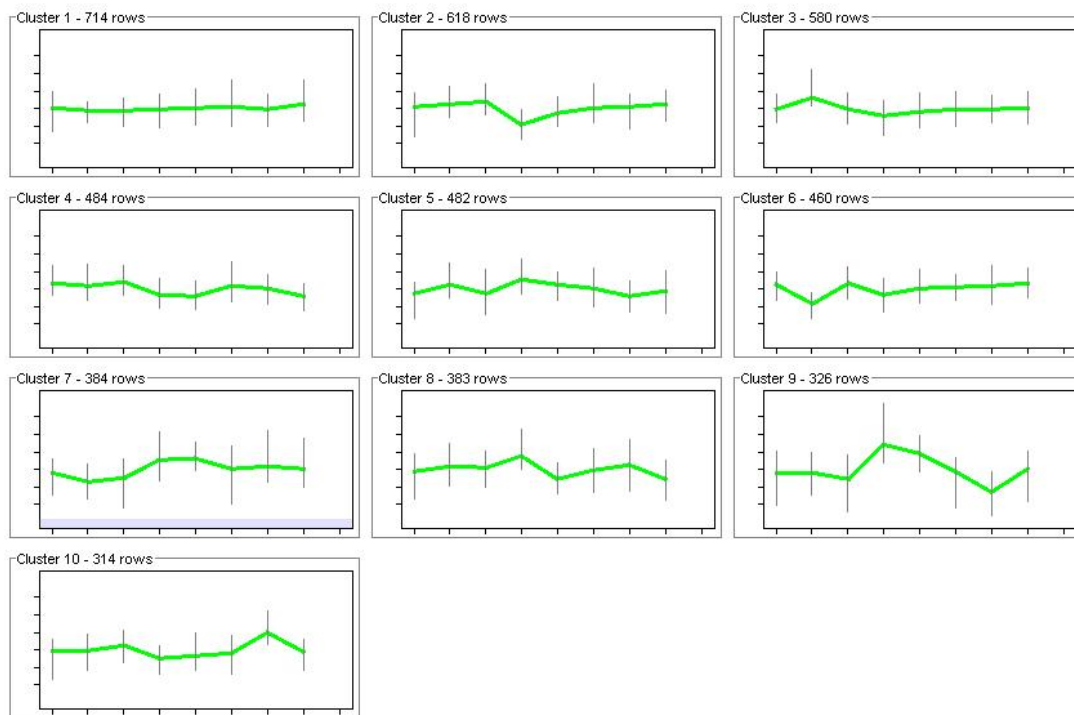 Cluster 1 - 714 rows
Cluster 2 - 618 rows
Cluster 3 - 580 rows
Cluster 4 - 484 rows
Cluster 5 - 482 rows
Cluster 6 - 460 rows
Cluster 7 - 384 rows
Cluster 8 - 383 rows
Cluster 9 - 326 rows
Cluster 10 - 314 rows